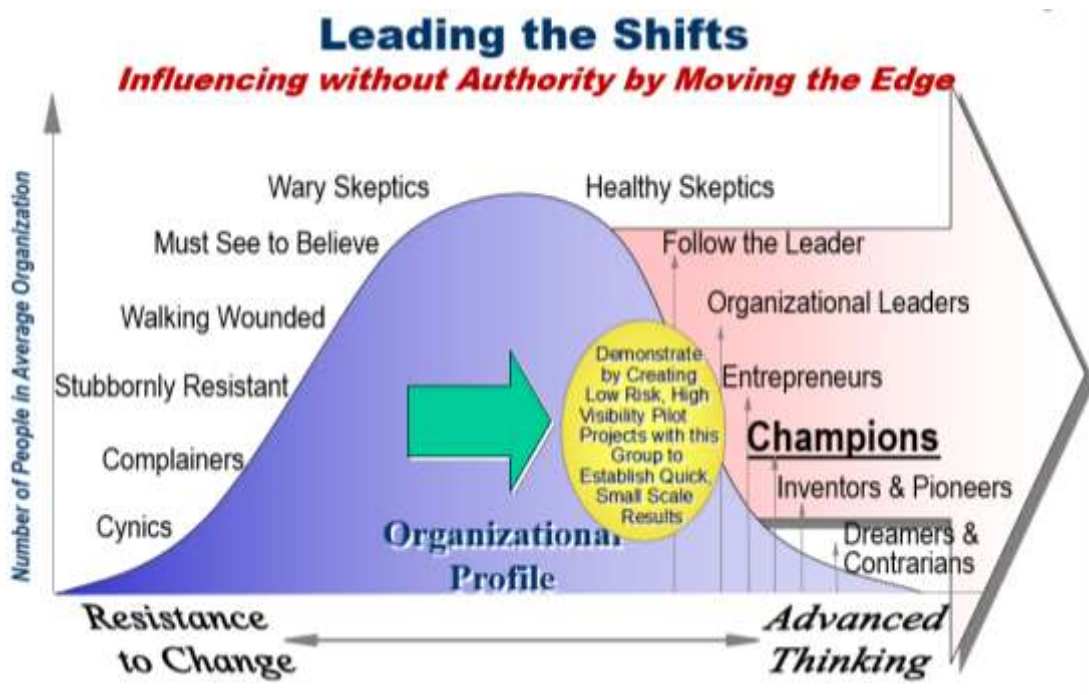 Leading the Shifts
Influencing without Authority by Moving the Edge
Number of People in Average Organization
Wary Skeptics
Healthy Skeptics
Must See to Believe
Follow the Leader
Walking Wounded
Organizational Leaders
Stubbornly Resistant
Entrepreneurs
Complainers
Champions
Cynics
Inventors & Pioneers
Dreamers &
Contrarians
Demonstrate
by Creating
Low Risk, High
Visibility Pilot
Projects with this
Group to
Establish Quick,
Small Scale
Results
Organizational
Profile
Resistance
to Change
Advanced
Thinking